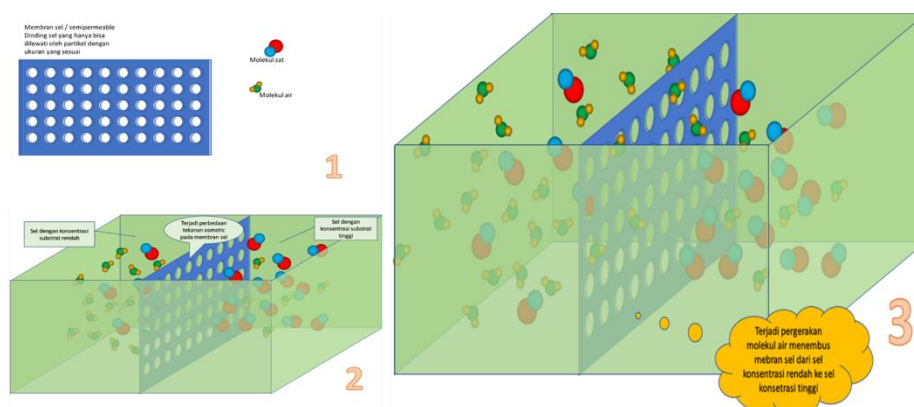 Membran sel / semipermeable
Dinding sel yang hanya bisa
dilewati oleh partikel dengan
ukuran yang sesuai
Molekul zat
Molekul air
1
Sel dengan konsentrasi
substrat rendah
Terjadi perbedaan
tekanan osmotic
pada membran sel
Sel dengan
konsentrasi substrat
tinggi
2
Terjadi pergerakan
molekul air menembus
mebran sel dari sel
konsentrasi rendah ke sel
konsetrasi tinggi
3